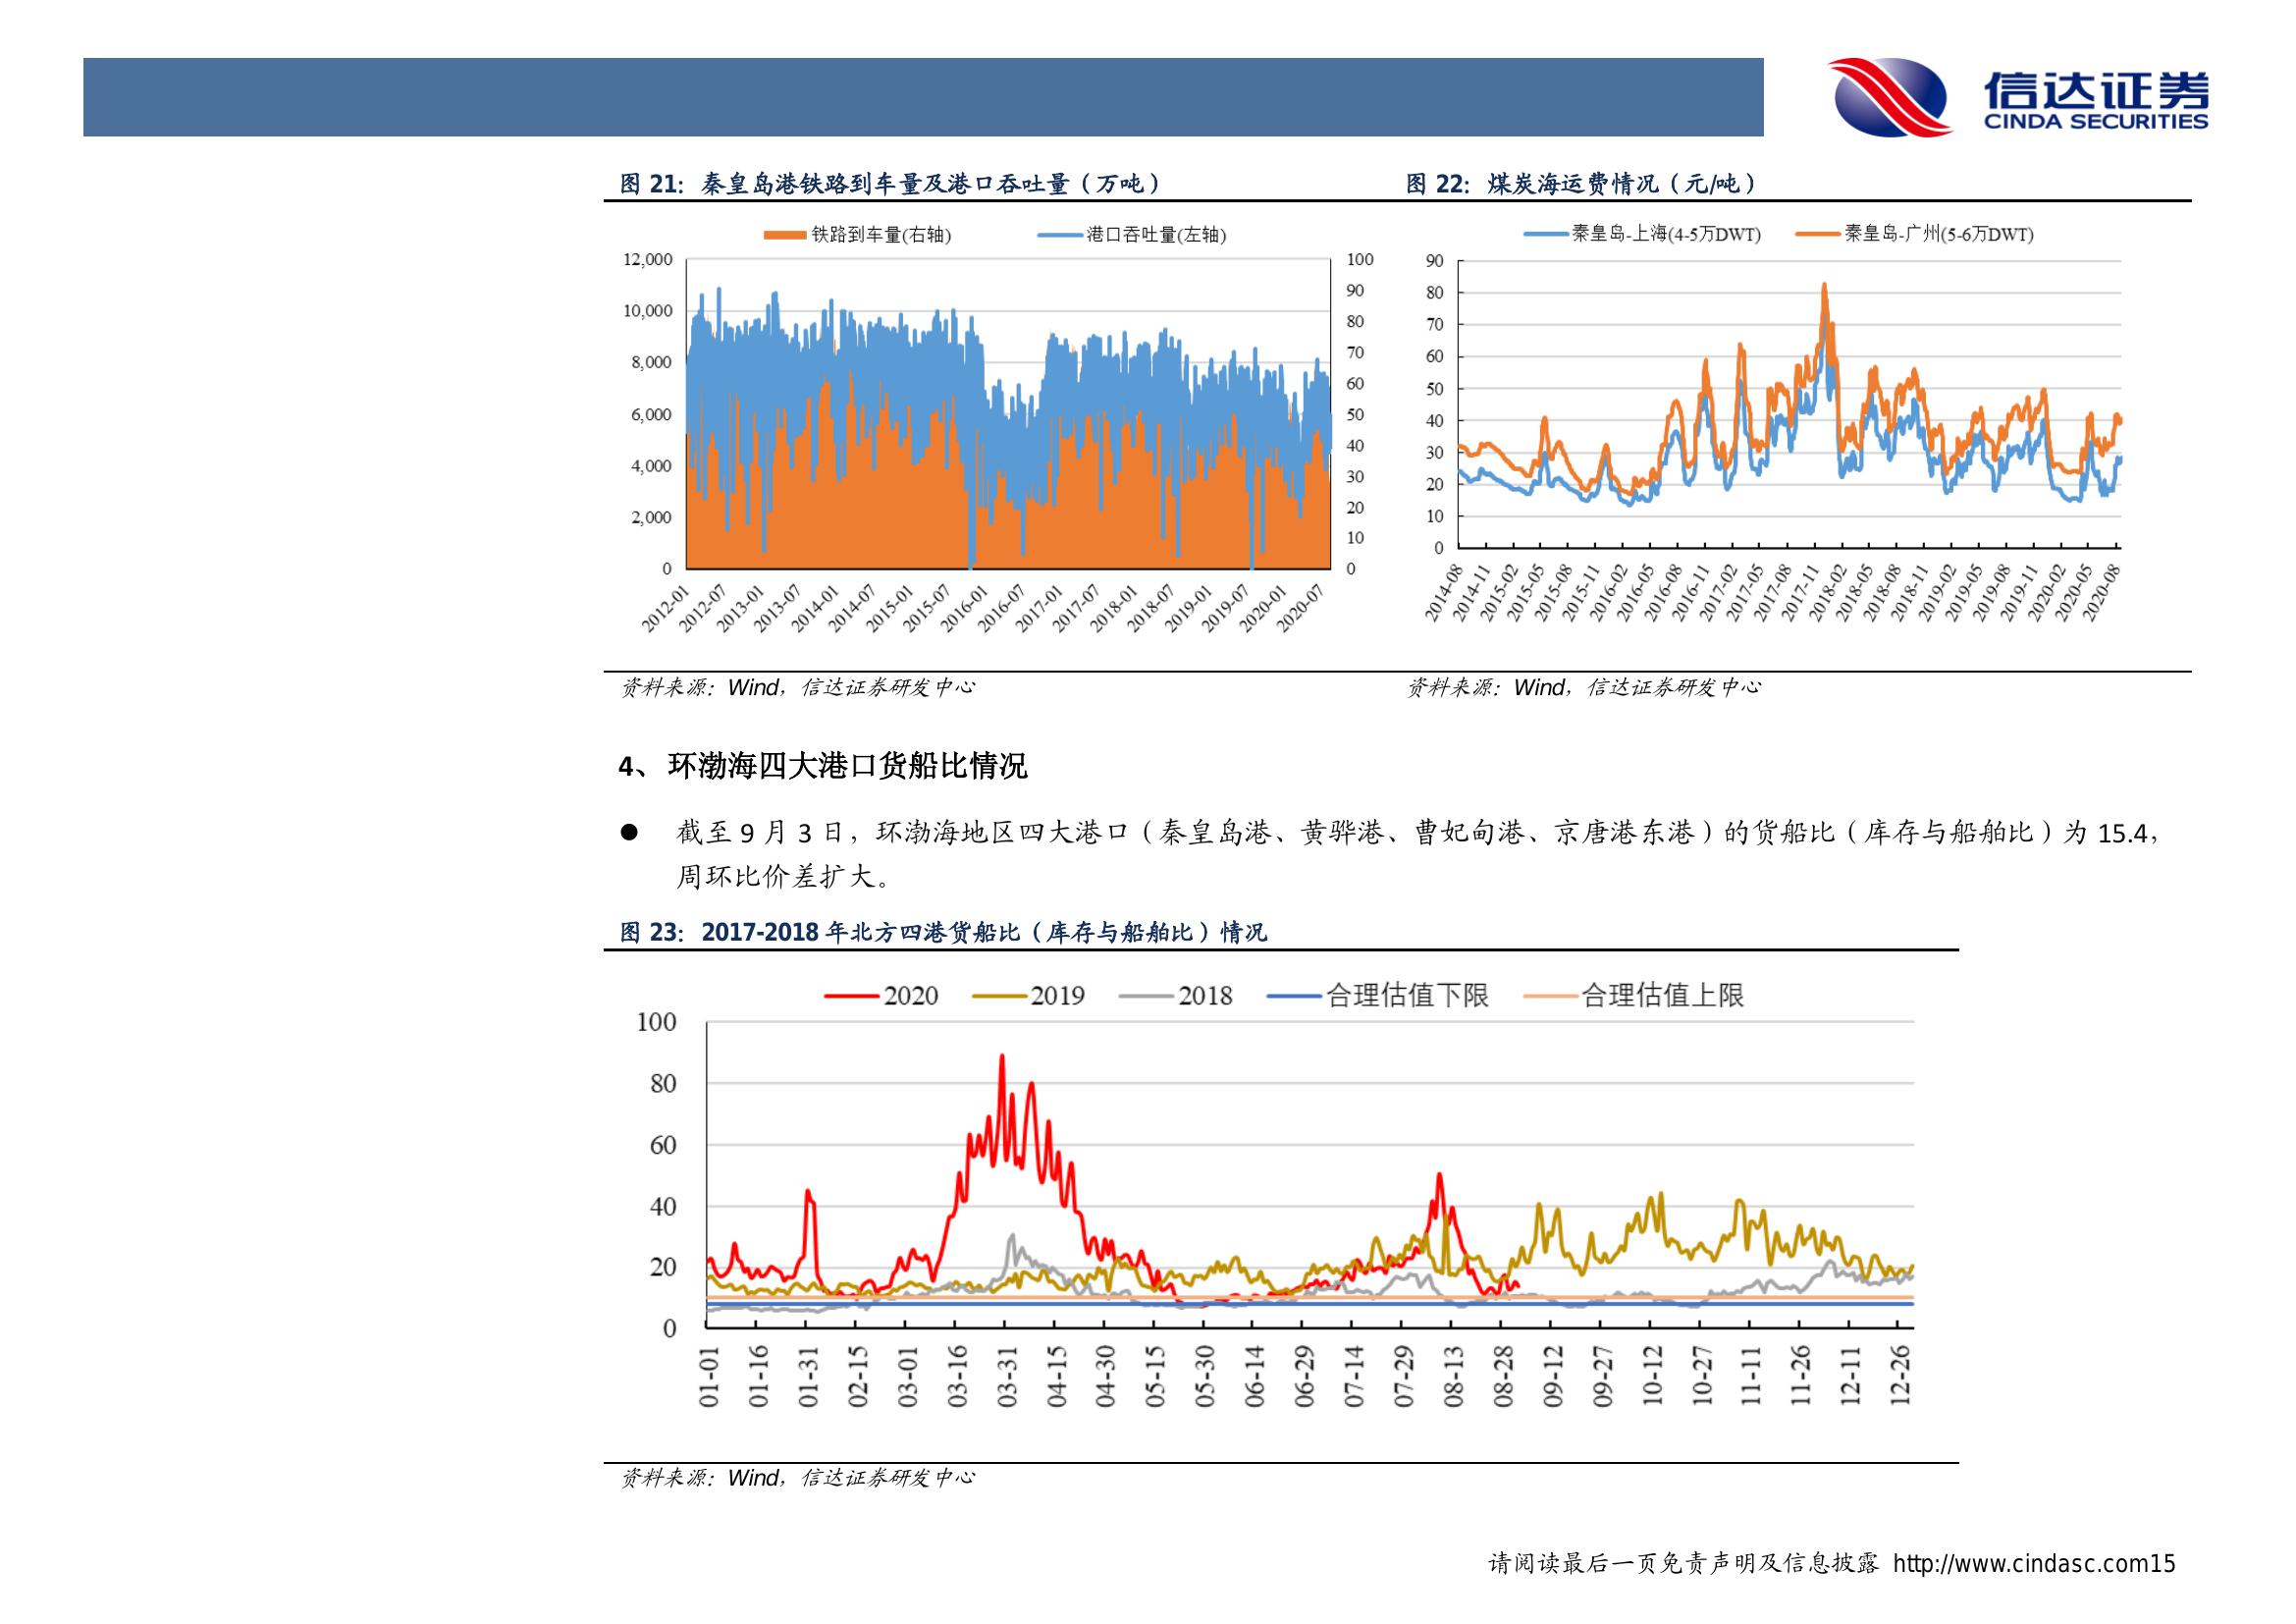 信达证券
CINDA SECURITIES
图 21：秦皇岛港铁路到车量及港口吞吐量（万吨）
铁路到车量(右轴) 港口吞吐量(左轴)
12,000
10,000
8,000
6,000
4,000
2,000
0
100
90
80
70
60
50
40
30
20
10
0
2012-01 2012-07 2013-01 2013-07 2014-01 2014-07 2015-01 2015-07 2016-01 2016-07 2017-01 2017-07 2018-01 2018-07 2019-01 2019-07 2020-01 2020-07
资料来源：Wind，信达证券研发中心
图 22：煤炭海运费情况（元/吨）
秦皇岛-上海(4-5万DWT) 秦皇岛-广州(5-6万DWT)
90
80
70
60
50
40
30
20
10
0
2014-08 2014-11 2015-02 2015-05 2015-08 2015-11 2016-02 2016-05 2016-08 2016-11 2017-02 2017-05 2017-08 2017-11 2018-02 2018-05 2018-08 2018-11 2019-02 2019-05 2019-08 2019-11 2020-02 2020-05 2020-08
资料来源：Wind，信达证券研发中心
4、环渤海四大港口货船比情况
● 截至 9 月 3 日，环渤海地区四大港口（秦皇岛港、黄骅港、曹妃甸港、京唐港东港）的货船比（库存与船舶比）为 15.4，
周环比价差扩大。
图 23：2017-2018 年北方四港货船比（库存与船舶比）情况
2020 2019 2018 合理估值下限 合理估值上限
100
80
60
40
20
0
01-01 01-16 01-31 02-15 03-01 03-16 03-31 04-15 04-30 05-15 05-30 06-14 06-29 07-14 07-29 08-13 08-28 09-12 09-27 10-12 10-27 11-11 11-26 12-11 12-26
资料来源：Wind，信达证券研发中心
请阅读最后一页免责声明及信息披露 http://www.cindasc.com15